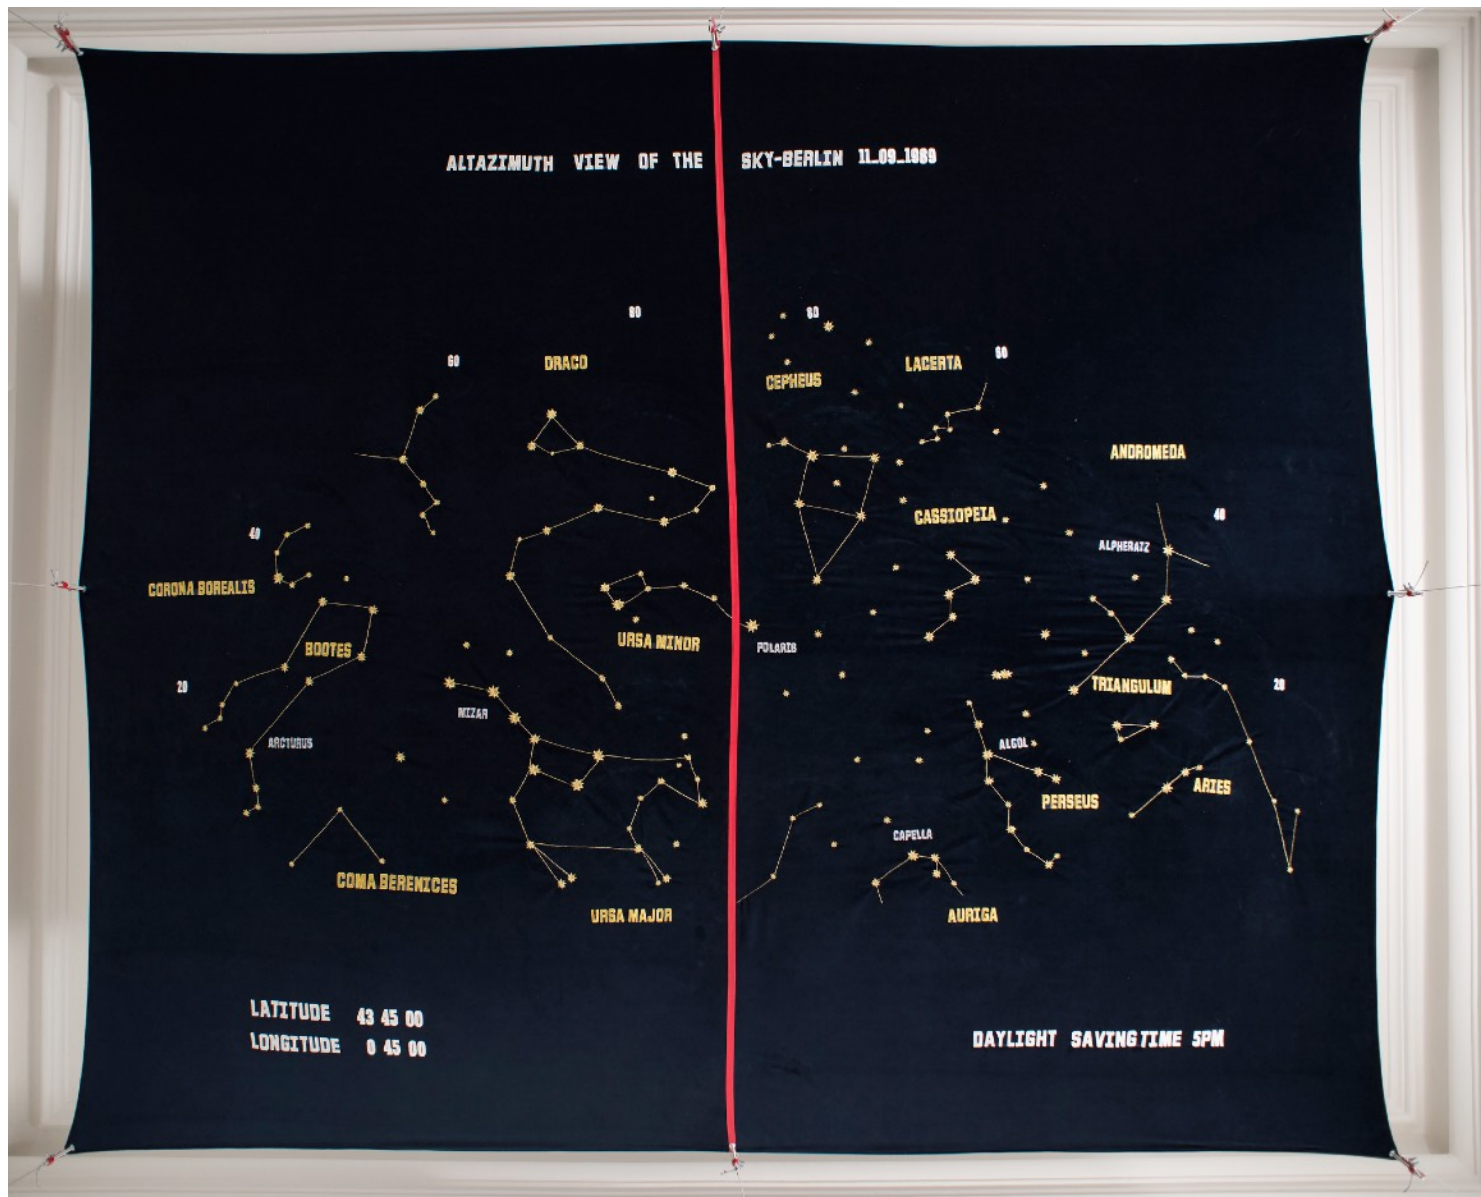 ALTAZIMUTH VIEW OF THE SKY-BERLIN 11_09_1989
80
80
60
DRACO
LACERTA
60
CEPHEUS
ANDROMEDA
CASSIOPEIA
40
40
ALPHERATZ
CORONA BOREALIS
URSA MINOR
BOOTES
POLARIS
20
TRIANGULUM
20
MIZAR
ARCTURUS
ALGOL
ARIES
PERSEUS
CAPELLA
COMA BERENICES
URSA MAJOR
AURIGA
LATITUDE 43 45 00
LONGITUDE 0 45 00
DAYLIGHT SAVING TIME 5PM